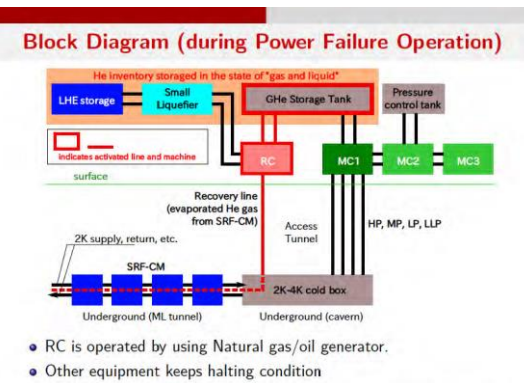 Block Diagram (during Power Failure Operation)
He inventory storaged in the state of "gas and liquid"
LHE storage
Small
Liquefier
GHe Storage Tank
Pressure
control tank
indicates activated line and machine
RC
MC1
MC2
MC3
surface
Recovery line
(evaporated He gas
from SRF-CM)
Access
Tunnel
HP, MP, LP, LLP
2K supply, return, etc.
SRF-CM
2K-4K cold box
Underground (ML tunnel)
Underground (cavern)
RC is operated by using Natural gas/oil generator.
Other equipment keeps halting condition